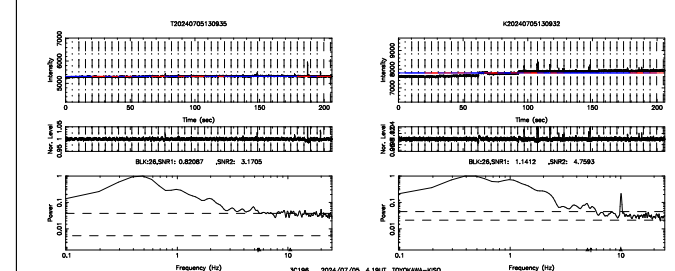 T20240705130935
K20240705130932
Intensity
5000 6000 7000
0 50 100 150 200
Time (sec)
Intensity
7000 8000 9000
0 50 100 150 200
Time (sec)
Nor. Level
0.95 1 1.05
Nor. Level
BLK:26,SNR1: 0.82087 ,SNR2: 3.1705
BLK:26,SNR1: 1.1412 ,SNR2: 4.7593
Power
0.01 0.1 1
0.1 1 10
Frequency (Hz)
Power
0.01 0.1 1
0.1 1 10
Frequency (Hz)
3C196 2024/07/05 4.19UT TOYOKAWA-KISO